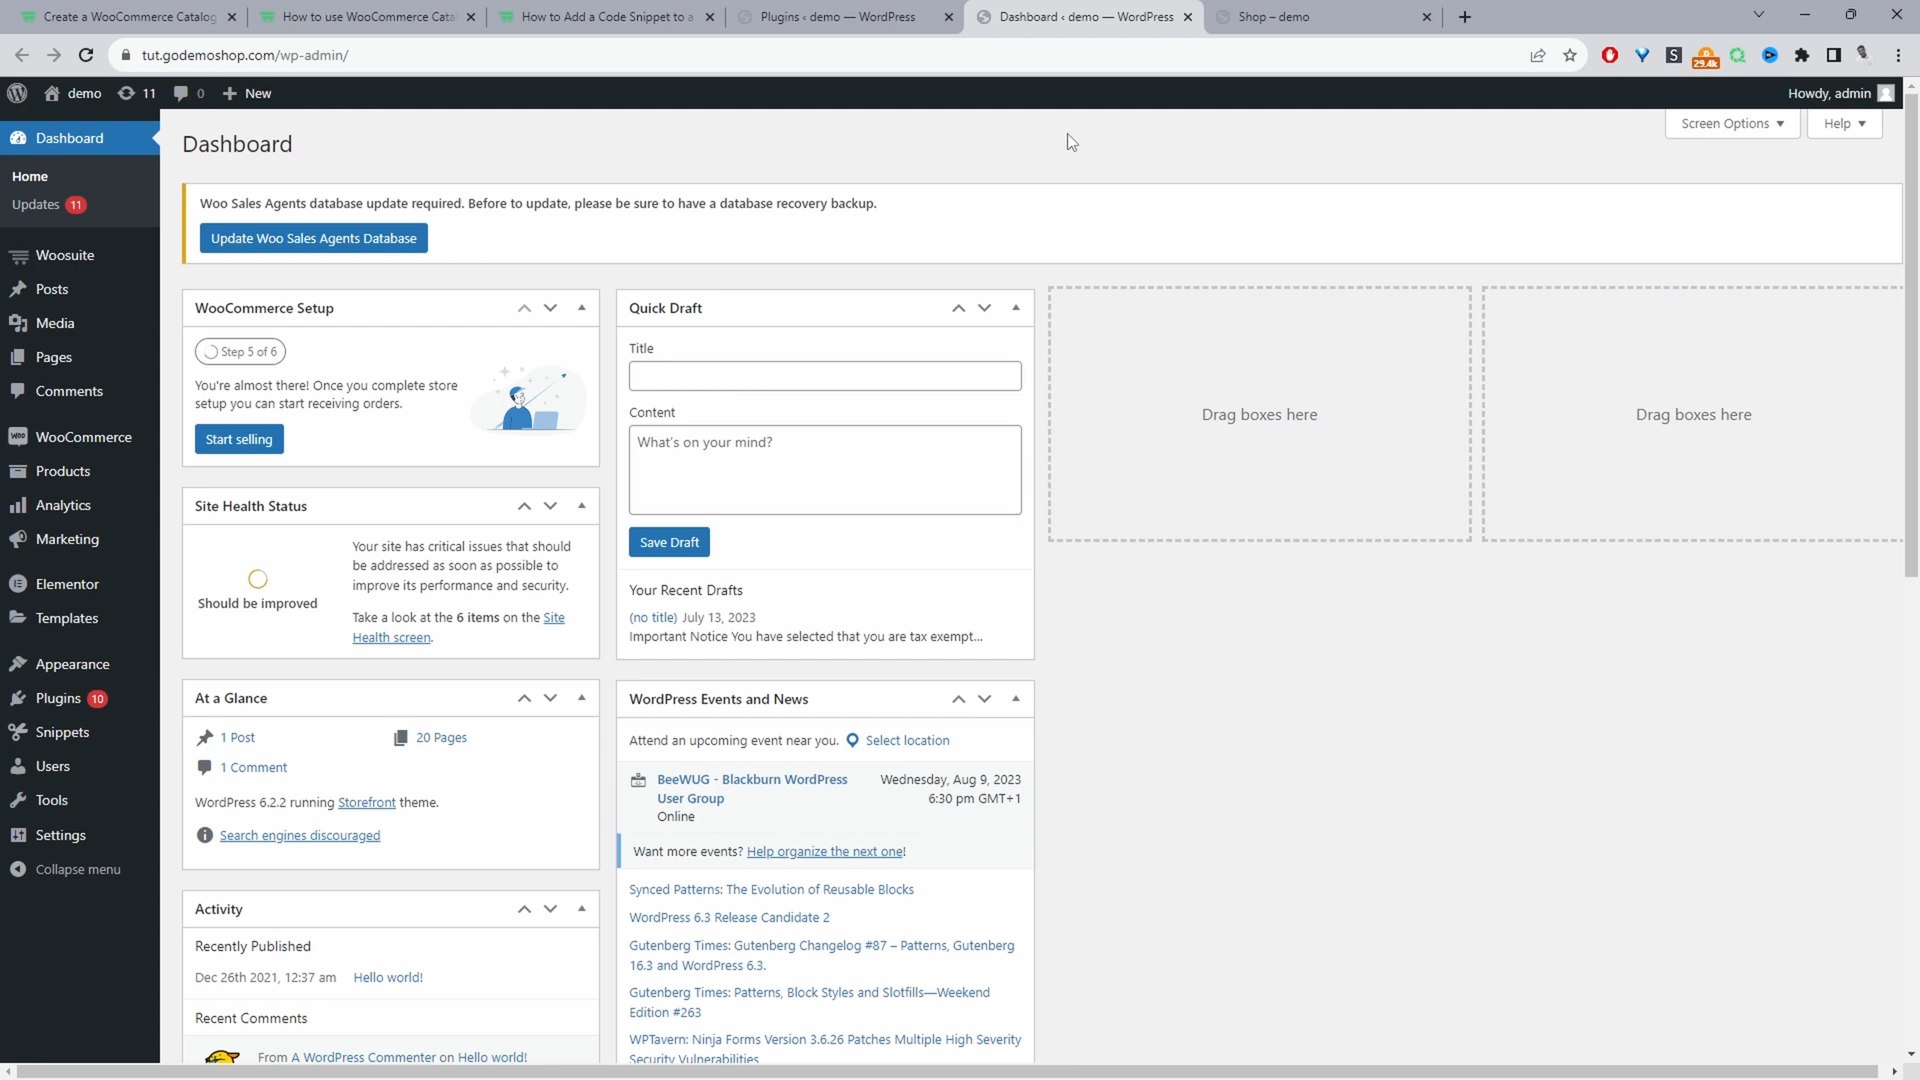 Create a WooCommerce Catalog
How to use WooCommerce Cata
How to Add a Code Snippet to a
Plugins ‹ demo — WordPress
Dashboard ‹ demo — WordPress
Shop – demo
tut.godemoshop.com/wp-admin/
S
29.4k
demo
11
0
New
Howdy, admin
Dashboard
Home
Updates 11
Woosuite
Posts
Media
Pages
Comments
WooCommerce
Products
Analytics
Marketing
Elementor
Templates
Appearance
Plugins 10
Snippets
Users
Tools
Settings
Collapse menu
Screen Options
Help
Dashboard
Woo Sales Agents database update required. Before to update, please be sure to have a database recovery backup.
Update Woo Sales Agents Database
WooCommerce Setup
Step 5 of 6
You're almost there! Once you complete store
setup you can start receiving orders.
Start selling
Site Health Status
Should be improved
Your site has critical issues that should
be addressed as soon as possible to
improve its performance and security.
Take a look at the 6 items on the Site
Health screen.
At a Glance
1 Post
20 Pages
1 Comment
WordPress 6.2.2 running Storefront theme.
Search engines discouraged
Activity
Recently Published
Dec 26th 2021, 12:37 am Hello world!
Recent Comments
From A WordPress Commenter on Hello world!
Quick Draft
Title
Content
What's on your mind?
Save Draft
Your Recent Drafts
(no title) July 13, 2023
Important Notice You have selected that you are tax exempt…
WordPress Events and News
Attend an upcoming event near you. Select location
BeeWUG - Blackburn WordPress
User Group
Online
Wednesday, Aug 9, 2023
6:30 pm GMT+1
Want more events? Help organize the next one!
Synced Patterns: The Evolution of Reusable Blocks
WordPress 6.3 Release Candidate 2
Gutenberg Times: Gutenberg Changelog #87 – Patterns, Gutenberg
16.3 and WordPress 6.3.
Gutenberg Times: Patterns, Block Styles and Slotfills—Weekend
Edition #263
WPTavern: Ninja Forms Version 3.6.26 Patches Multiple High Severity
Security Vulnerabilities
Drag boxes here
Drag boxes here